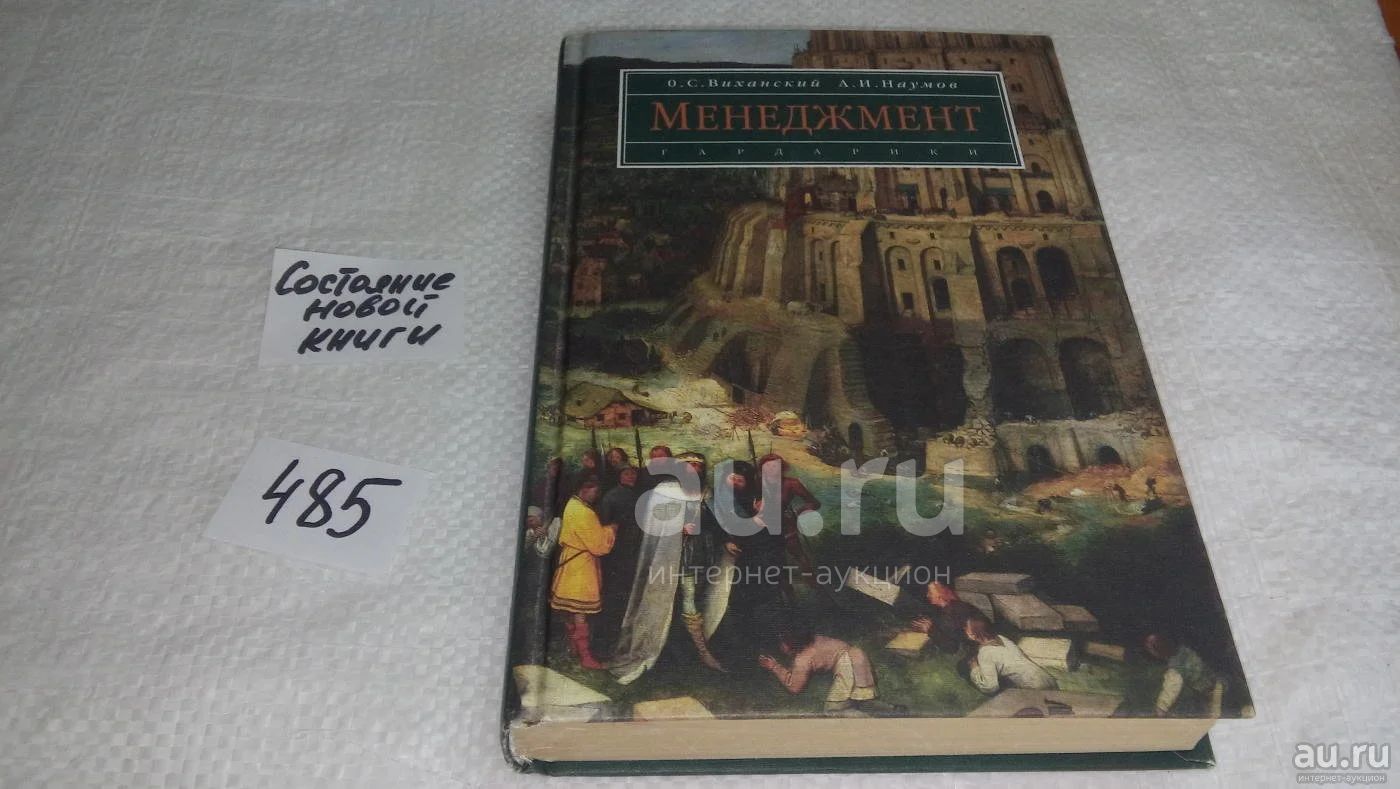 О.С.Виханский А.И.Наумов
Менеджмент
ГАРДАРИКИ
Состояние
новой
книги
485
au.ru
интернет-аукцион
au.ru
интернет-аукцион